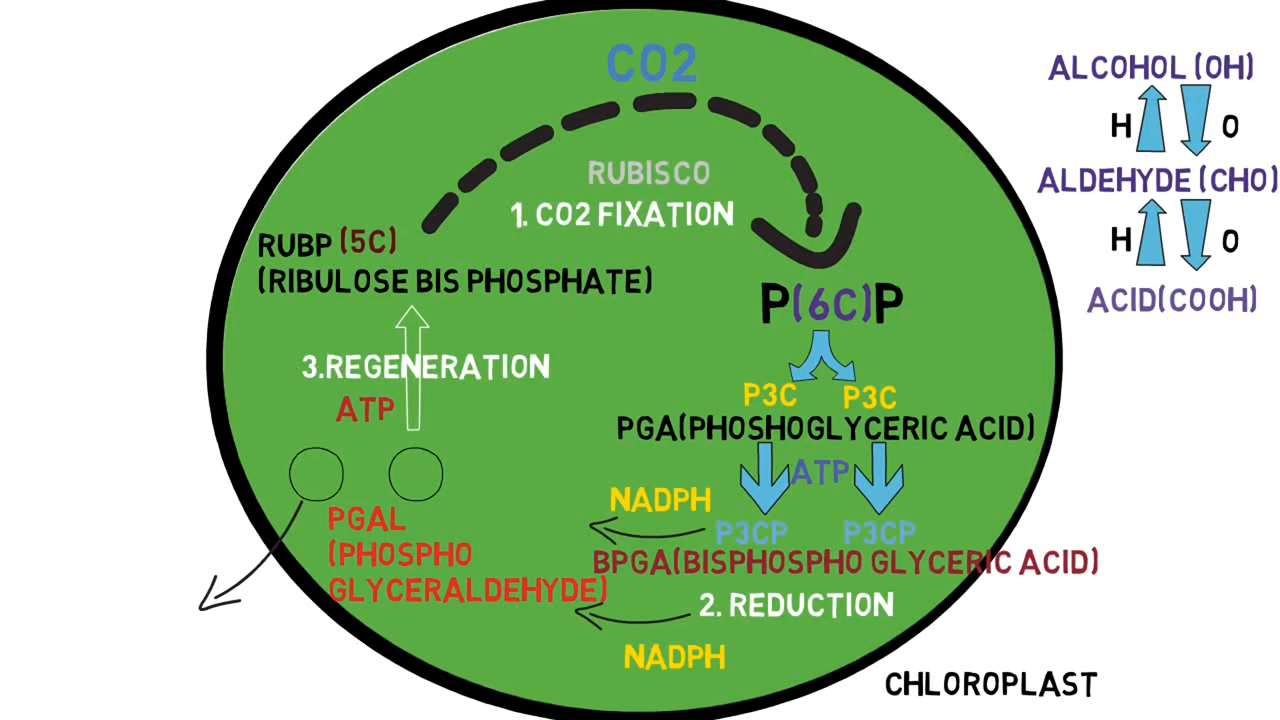 CO2
RUBISCO
1. CO2 FIXATION
RUBP (5C)
(RIBULOSE BIS PHOSPHATE)
P(6C)P
3.REGENERATION
ATP
P3C P3C
PGA(PHOSHOGLYCERIC ACID)
ATP
NADPH
P3CP P3CP
BPGA(BISPHOSPHO GLYCERIC ACID)
PGAL
(PHOSPHO
GLYCERALDEHYDE)
2. REDUCTION
NADPH
CHLOROPLAST
ALCOHOL (OH)
H O
ALDEHYDE (CHO)
H O
ACID(COOH)